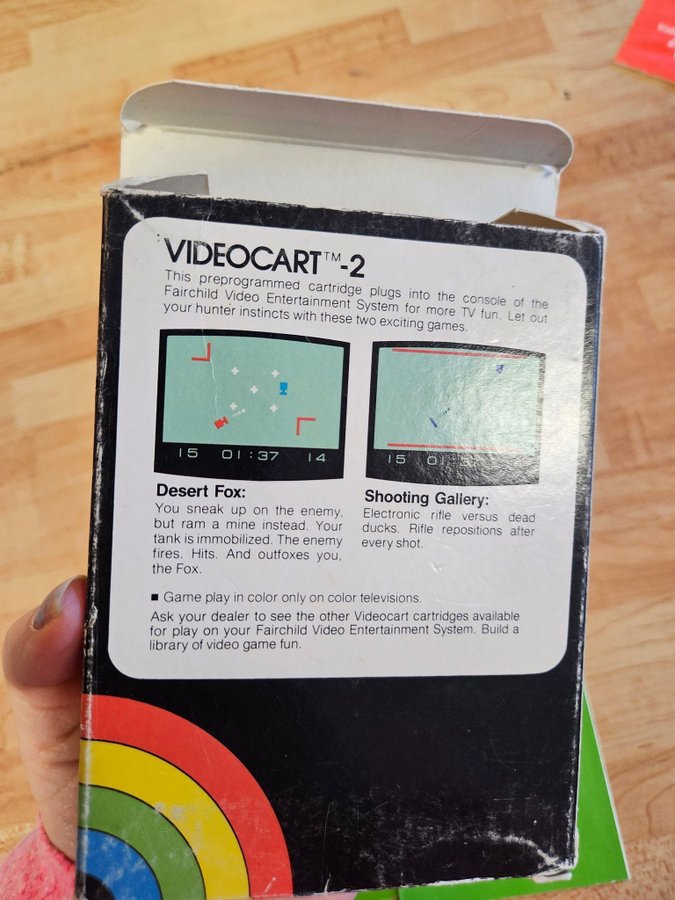 VIDEOCART™-2
This preprogrammed cartridge plugs into the console of the
Fairchild Video Entertainment System for more TV fun. Let out
your hunter instincts with these two exciting games.
15 01:37 14
15
Desert Fox:
You sneak up on the enemy,
but ram a mine instead. Your
tank is immobilized. The enemy
fires. Hits. And outfoxes you,
the Fox.
Shooting Gallery:
Electronic rifle versus dead
ducks. Rifle repositions after
every shot.
■ Game play in color only on color televisions.
Ask your dealer to see the other Videocart cartridges available
for play on your Fairchild Video Entertainment System. Build a
library of video game fun.